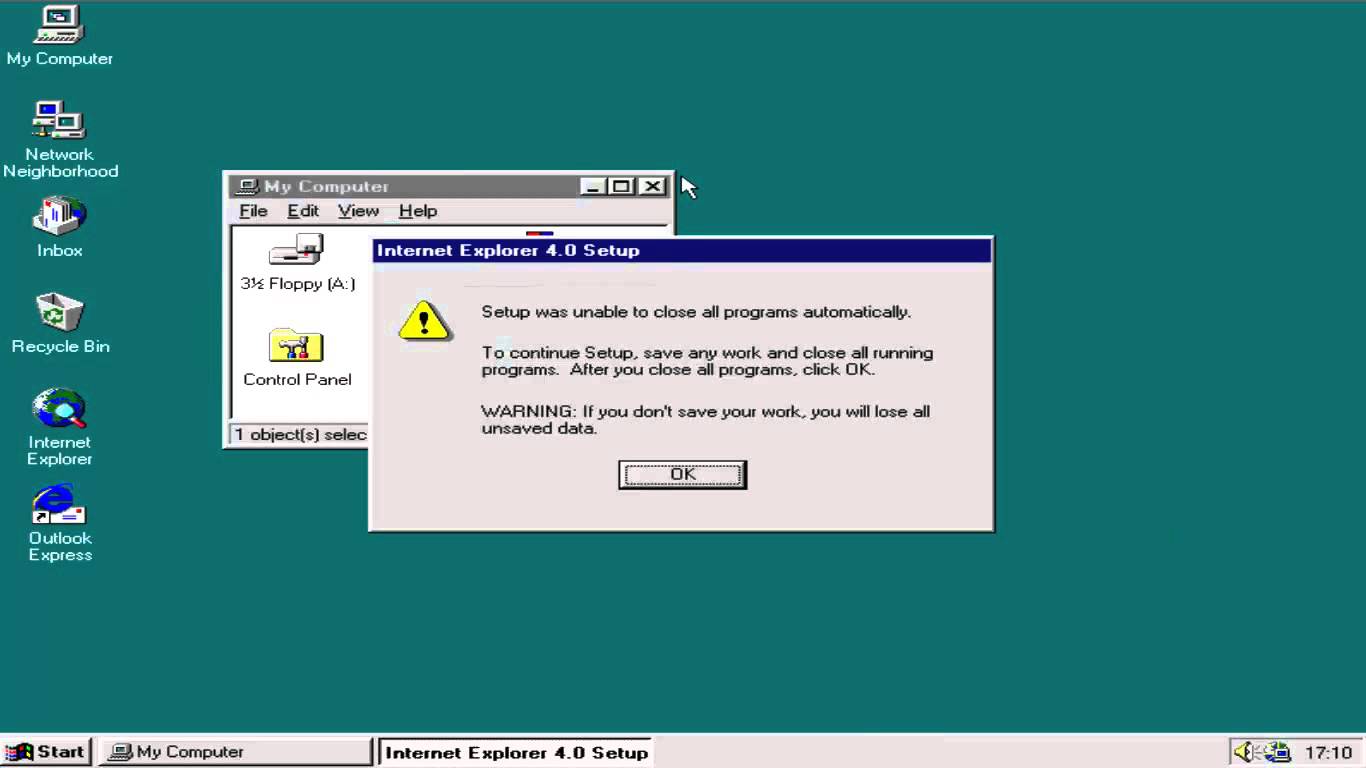 My Computer
Network
Neighborhood
Inbox
Recycle Bin
Internet
Explorer
Outlook
Express
My Computer
File Edit View Help
3½ Floppy (A:)
Control Panel
1 object(s) selec
Internet Explorer 4.0 Setup
Setup was unable to close all programs automatically.
To continue Setup, save any work and close all running
programs. After you close all programs, click OK.
WARNING: If you don't save your work, you will lose all
unsaved data.
OK
Start My Computer Internet Explorer 4.0 Setup 17:10